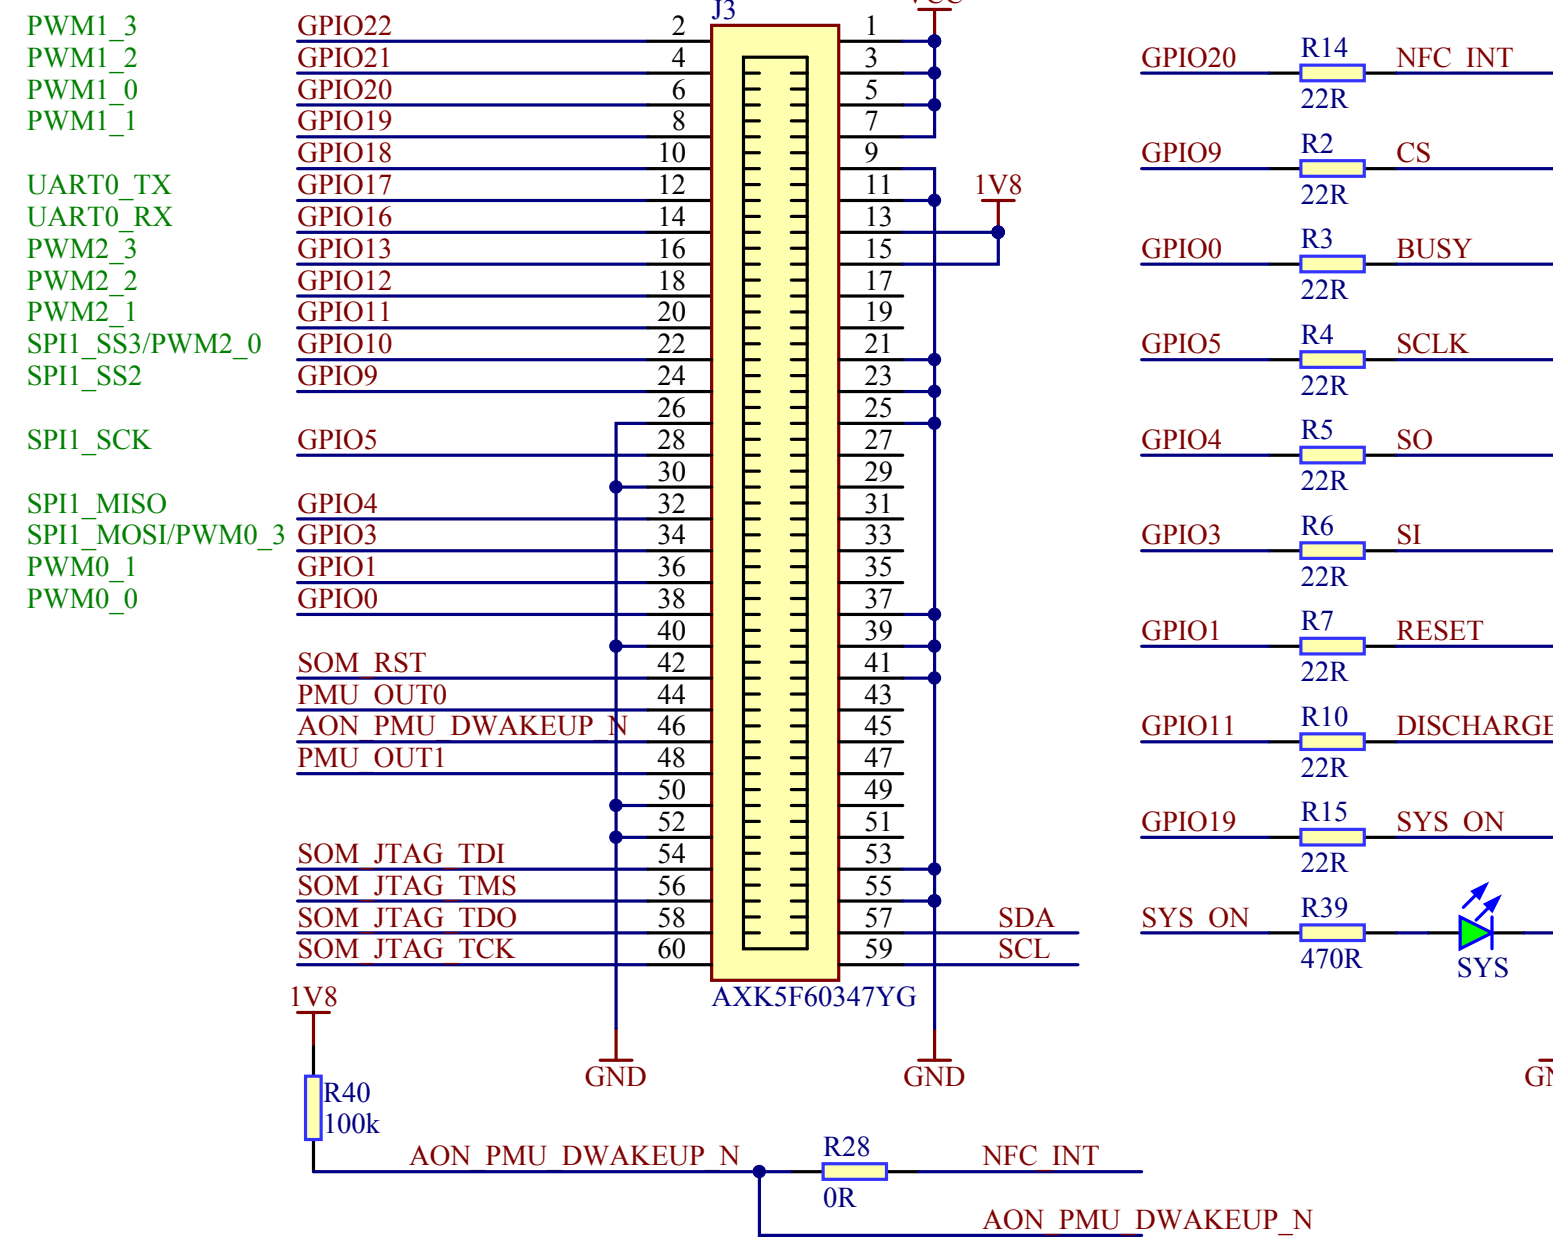 J3
VCC
PWM1_3 GPIO22 2 1
PWM1_2 GPIO21 4 3
PWM1_0 GPIO20 6 5
PWM1_1 GPIO19 8 7
GPIO18 10 9
UART0_TX GPIO17 12 11 1V8
UART0_RX GPIO16 14 13
PWM2_3 GPIO13 16 15
PWM2_2 GPIO12 18 17
PWM2_1 GPIO11 20 19
SPI1_SS3/PWM2_0 GPIO10 22 21
SPI1_SS2 GPIO9 24 23
26 25
SPI1_SCK GPIO5 28 27
30 29
SPI1_MISO GPIO4 32 31
SPI1_MOSI/PWM0_3 GPIO3 34 33
PWM0_1 GPIO1 36 35
PWM0_0 GPIO0 38 37
40 39
SOM_RST 42 41
PMU_OUT0 44 43
AON_PMU_DWAKEUP_N 46 45
PMU_OUT1 48 47
50 49
52 51
SOM_JTAG_TDI 54 53
SOM_JTAG_TMS 56 55
SOM_JTAG_TDO 58 57 SDA
SOM_JTAG_TCK 60 59 SCL
AXK5F60347YG
GND
GND
1V8
R40
100k
AON_PMU_DWAKEUP_N R28 NFC_INT
0R
AON_PMU_DWAKEUP_N
GPIO20 R14 NFC_INT
22R
GPIO9 R2 CS
22R
GPIO0 R3 BUSY
22R
GPIO5 R4 SCLK
22R
GPIO4 R5 SO
22R
GPIO3 R6 SI
22R
GPIO1 R7 RESET
22R
GPIO11 R10 DISCHARGE
22R
GPIO19 R15 SYS_ON
22R
SYS_ON R39
470R SYS